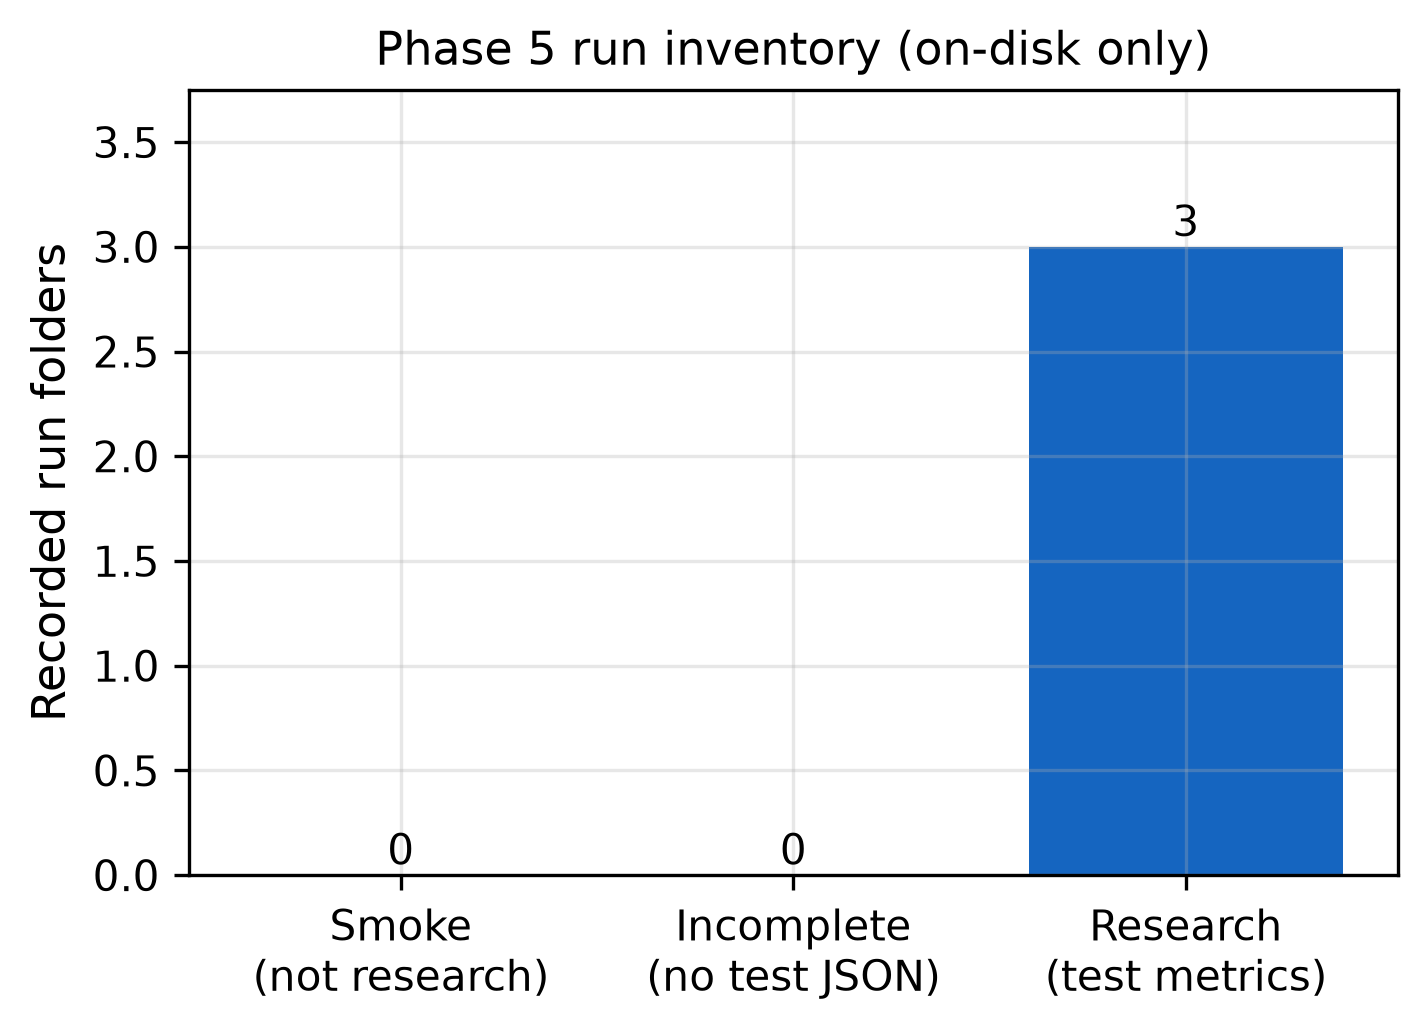 Phase 5 run inventory (on-disk only)
Recorded run folders
3.5
3.0
2.5
2.0
1.5
1.0
0.5
0.0
0
0
3
Smoke
(not research)
Incomplete
(no test JSON)
Research
(test metrics)